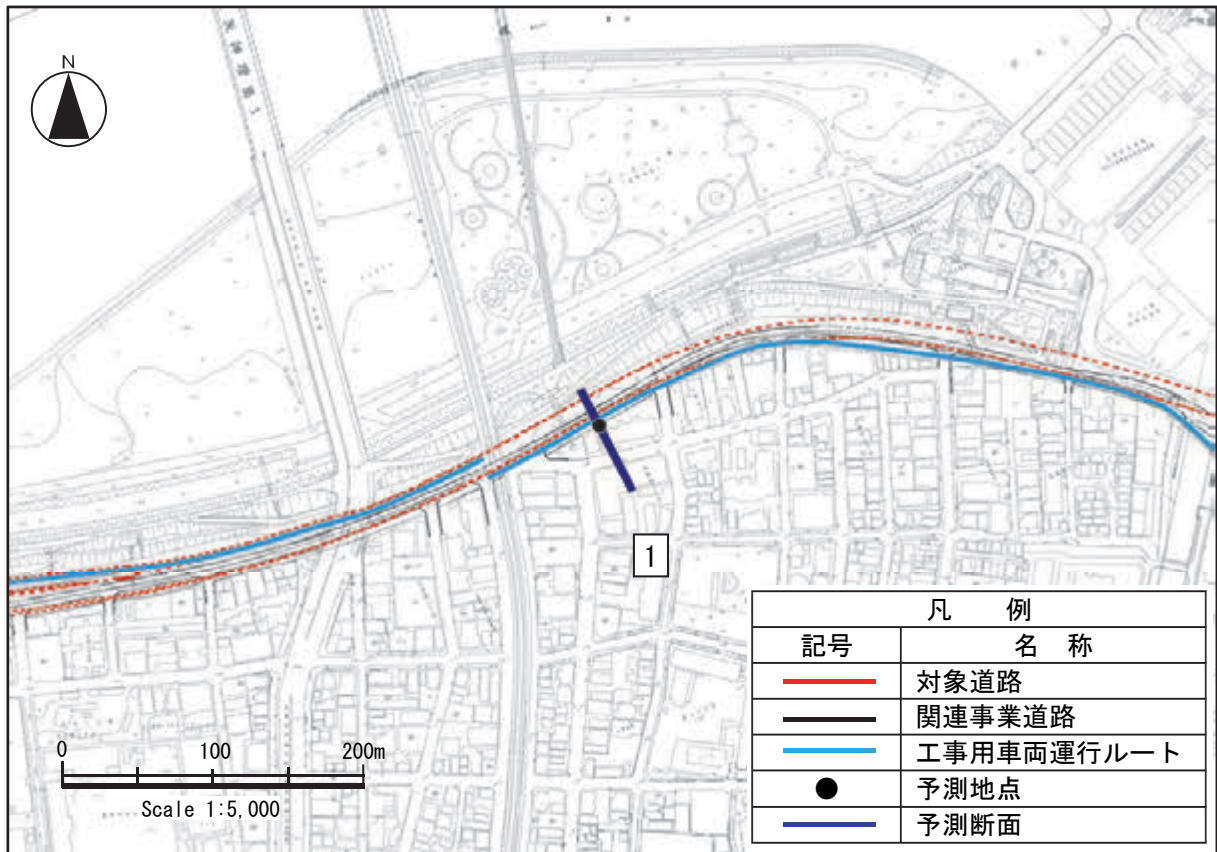 N
1
0 100 200m
Scale 1:5,000
凡 例
記号 名 称
対象道路
関連事業道路
工事用車両運行ルート
予測地点
予測断面